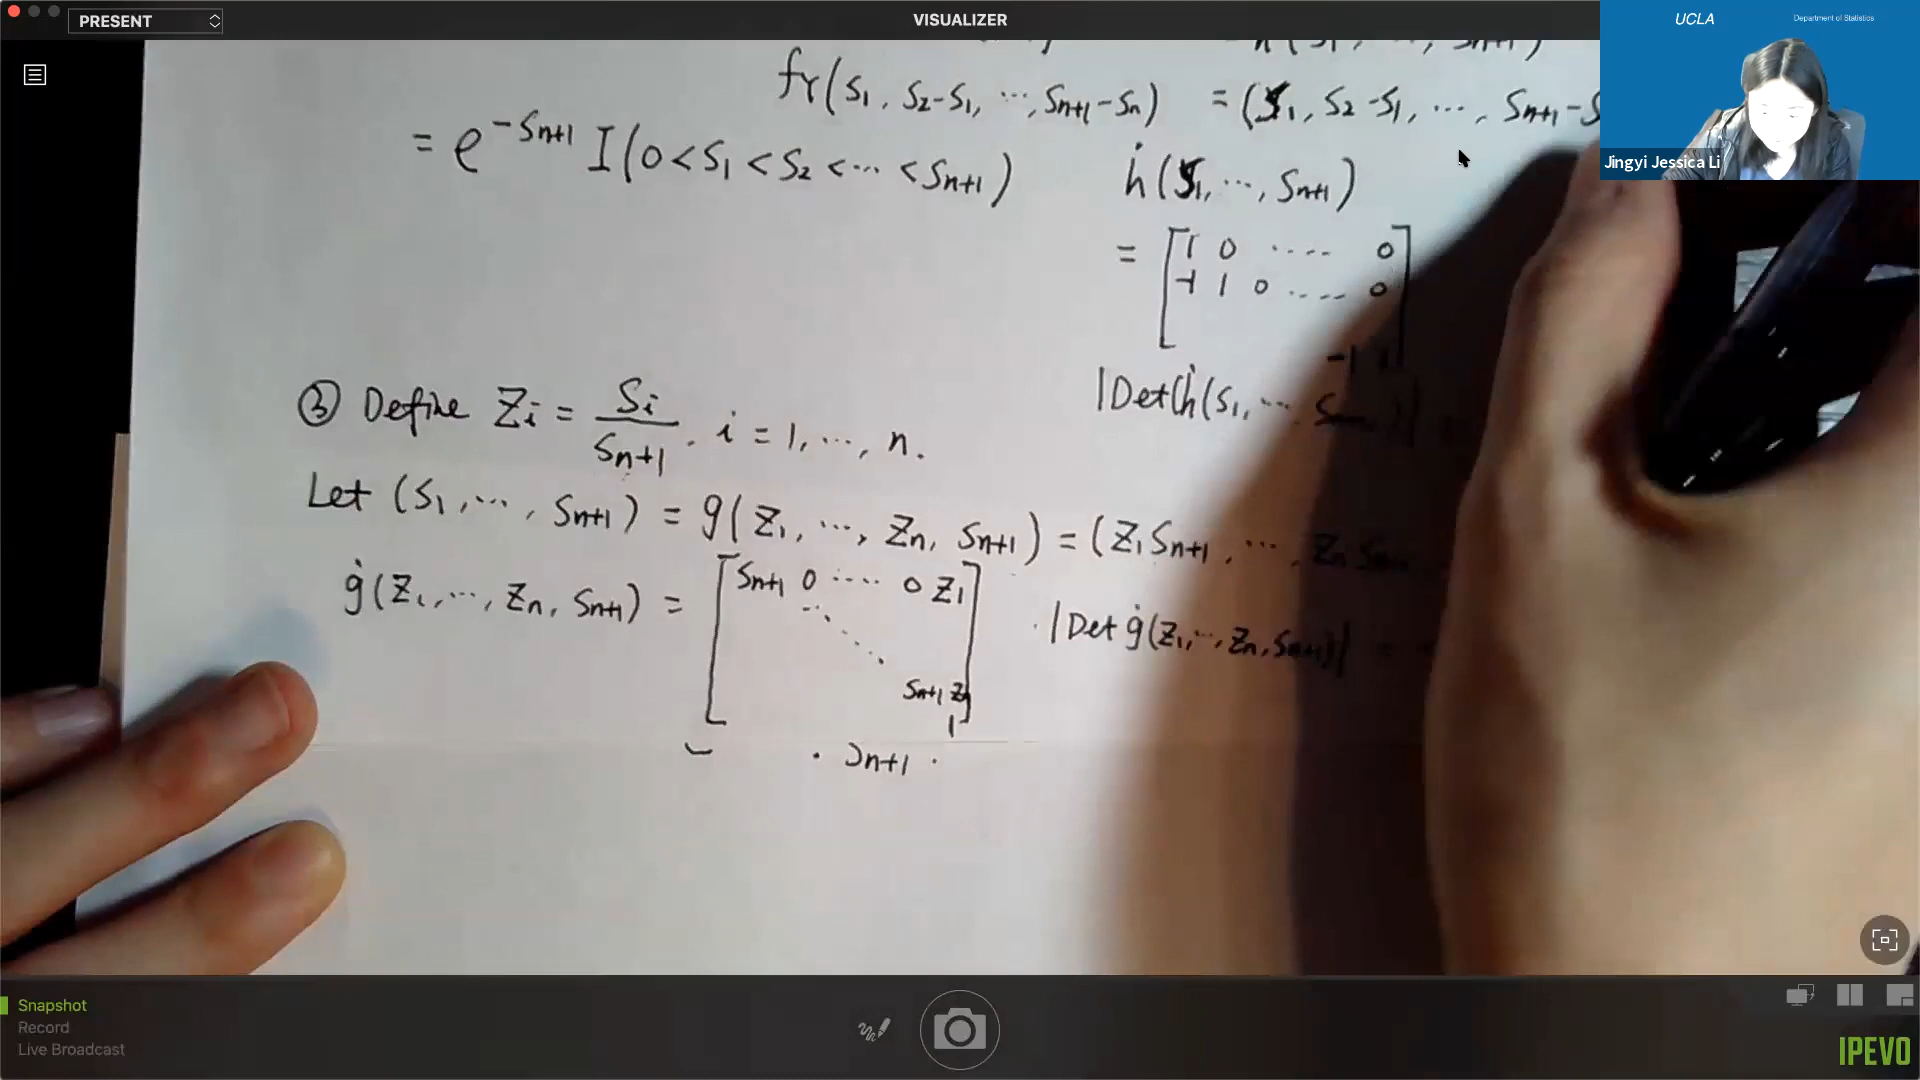 PRESENT
VISUALIZER
UCLA
Department of Statistics
fY(S1, S2-S1, ..., Sn+1-Sn) = (S1, S2-S1, ..., Sn+1-S
= e^{-Sn+1} I(0<S1<S2<...<Sn+1)
ḣ(S1, ..., Sn+1)
Jingyi Jessica Li
= [1 0 ..... 0
-1 1 0 ..... 0
-1 1]
|Det(ḣ(S1, ...
③ Define Zi = Si/Sn+1, i=1, ..., n.
Let (S1, ..., Sn+1) = g(Z1, ..., Zn, Sn+1) = (Z1Sn+1, ..., Zn
ġ(Z1, ..., Zn, Sn+1) = [Sn+1 0 .... 0 Z1
Sn+1 Zn
1]
|Det ġ(Z1, ..., Zn, Sn+1)| =
Snapshot
Record
Live Broadcast
IPEVO